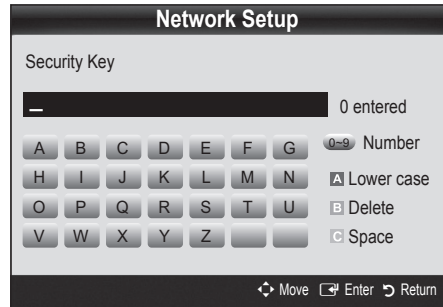 Network Setup
Security Key
0 entered
A B C D E F G 0~9 Number
H I J K L M N A Lower case
O P Q R S T U B Delete
V W X Y Z C Space
Move Enter Return